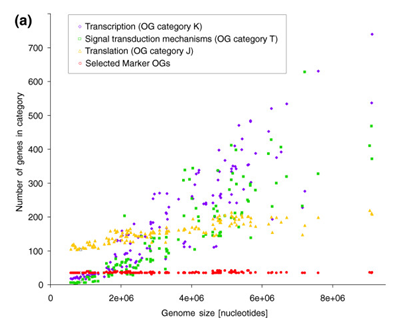 (a)
Transcription (OG category K)
Signal transduction mechanisms (OG category T)
Translation (OG category J)
Selected Marker OGs
Number of genes in category
700
600
500
400
300
200
100
0
0
2e+06
4e+06
6e+06
8e+06
Genome size [nucleotides]